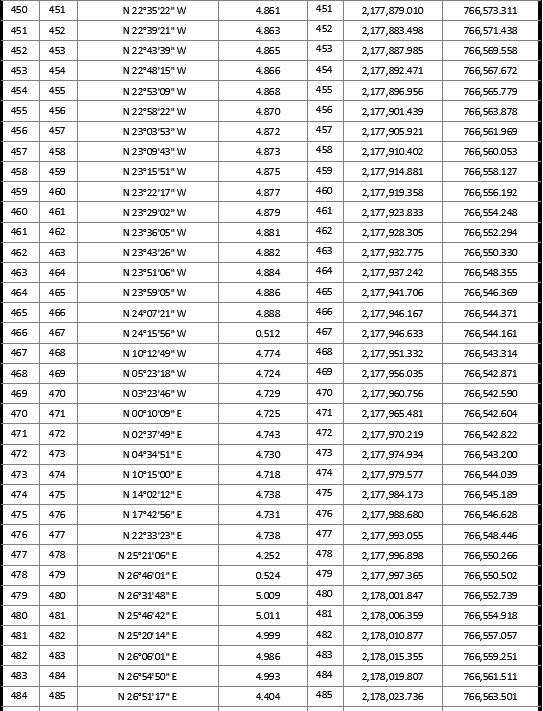 450 451 N 22°35'22" W 4.861 451 2,177,879.010 766,573.311
451 452 N 22°39'21" W 4.863 452 2,177,883.498 766,571.438
452 453 N 22°43'39" W 4.865 453 2,177,887.985 766,569.558
453 454 N 22°48'15" W 4.866 454 2,177,892.471 766,567.672
454 455 N 22°53'09" W 4.868 455 2,177,896.956 766,565.779
455 456 N 22°58'22" W 4.870 456 2,177,901.439 766,563.878
456 457 N 23°03'53" W 4.872 457 2,177,905.921 766,561.969
457 458 N 23°09'43" W 4.873 458 2,177,910.402 766,560.053
458 459 N 23°15'51" W 4.875 459 2,177,914.881 766,558.127
459 460 N 23°22'17" W 4.877 460 2,177,919.358 766,556.192
460 461 N 23°29'02" W 4.879 461 2,177,923.833 766,554.248
461 462 N 23°36'05" W 4.881 462 2,177,928.305 766,552.294
462 463 N 23°43'26" W 4.882 463 2,177,932.775 766,550.330
463 464 N 23°51'06" W 4.884 464 2,177,937.242 766,548.355
464 465 N 23°59'05" W 4.886 465 2,177,941.706 766,546.369
465 466 N 24°07'21" W 4.888 466 2,177,946.167 766,544.371
466 467 N 24°15'56" W 0.512 467 2,177,946.633 766,544.161
467 468 N 10°12'49" W 4.774 468 2,177,951.332 766,543.314
468 469 N 05°23'18" W 4.724 469 2,177,956.035 766,542.871
469 470 N 03°23'46" W 4.729 470 2,177,960.756 766,542.590
470 471 N 00°10'09" E 4.725 471 2,177,965.481 766,542.604
471 472 N 02°37'49" E 4.743 472 2,177,970.219 766,542.822
472 473 N 04°34'51" E 4.730 473 2,177,974.934 766,543.200
473 474 N 10°15'00" E 4.718 474 2,177,979.577 766,544.039
474 475 N 14°02'12" E 4.738 475 2,177,984.173 766,545.189
475 476 N 17°42'56" E 4.731 476 2,177,988.680 766,546.628
476 477 N 22°33'23" E 4.738 477 2,177,993.055 766,548.446
477 478 N 25°21'06" E 4.252 478 2,177,996.898 766,550.266
478 479 N 26°46'01" E 0.524 479 2,177,997.365 766,550.502
479 480 N 26°31'48" E 5.009 480 2,178,001.847 766,552.739
480 481 N 25°46'42" E 5.011 481 2,178,006.359 766,554.918
481 482 N 25°20'14" E 4.999 482 2,178,010.877 766,557.057
482 483 N 26°06'01" E 4.986 483 2,178,015.355 766,559.251
483 484 N 26°54'50" E 4.993 484 2,178,019.807 766,561.511
484 485 N 26°51'17" E 4.404 485 2,178,023.736 766,563.501